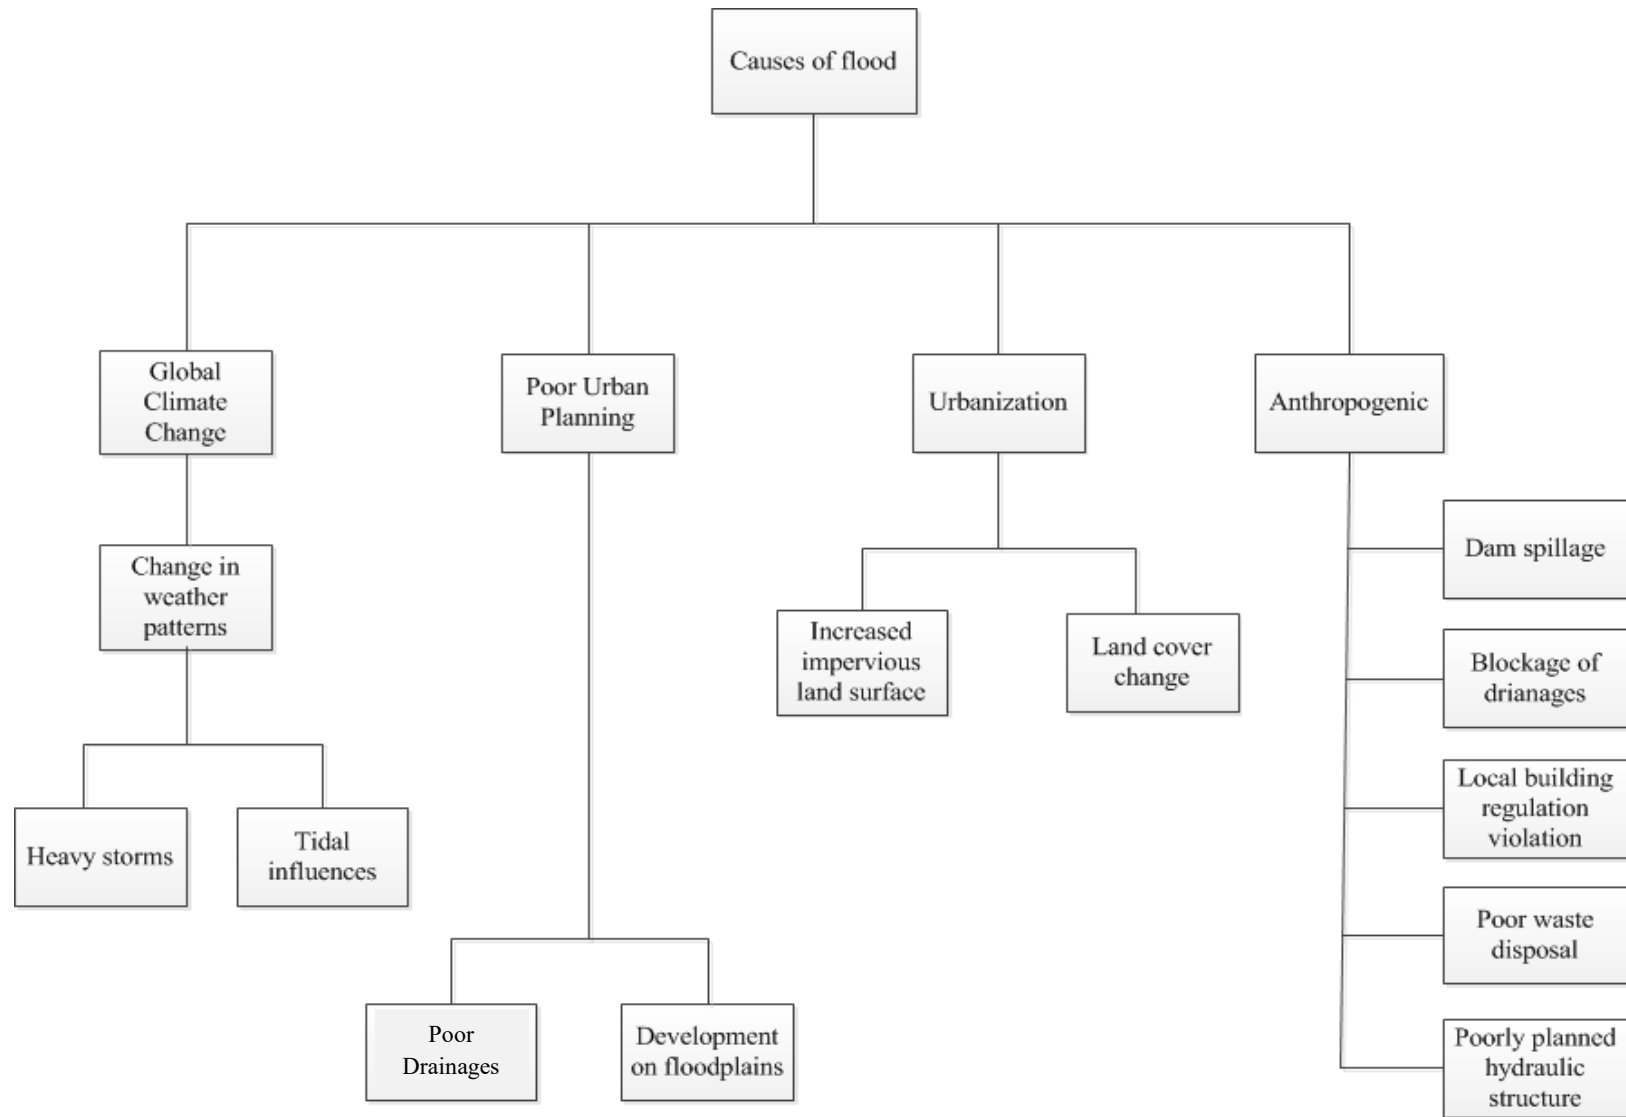 Causes of flood
Global
Climate
Change
Poor Urban
Planning
Urbanization
Anthropogenic
Change in
weather
patterns
Heavy storms
Tidal
influences
Poor
Drainages
Development
on floodplains
Increased
impervious
land surface
Land cover
change
Dam spillage
Blockage of
drianages
Local building
regulation
violation
Poor waste
disposal
Poorly planned
hydraulic
structure